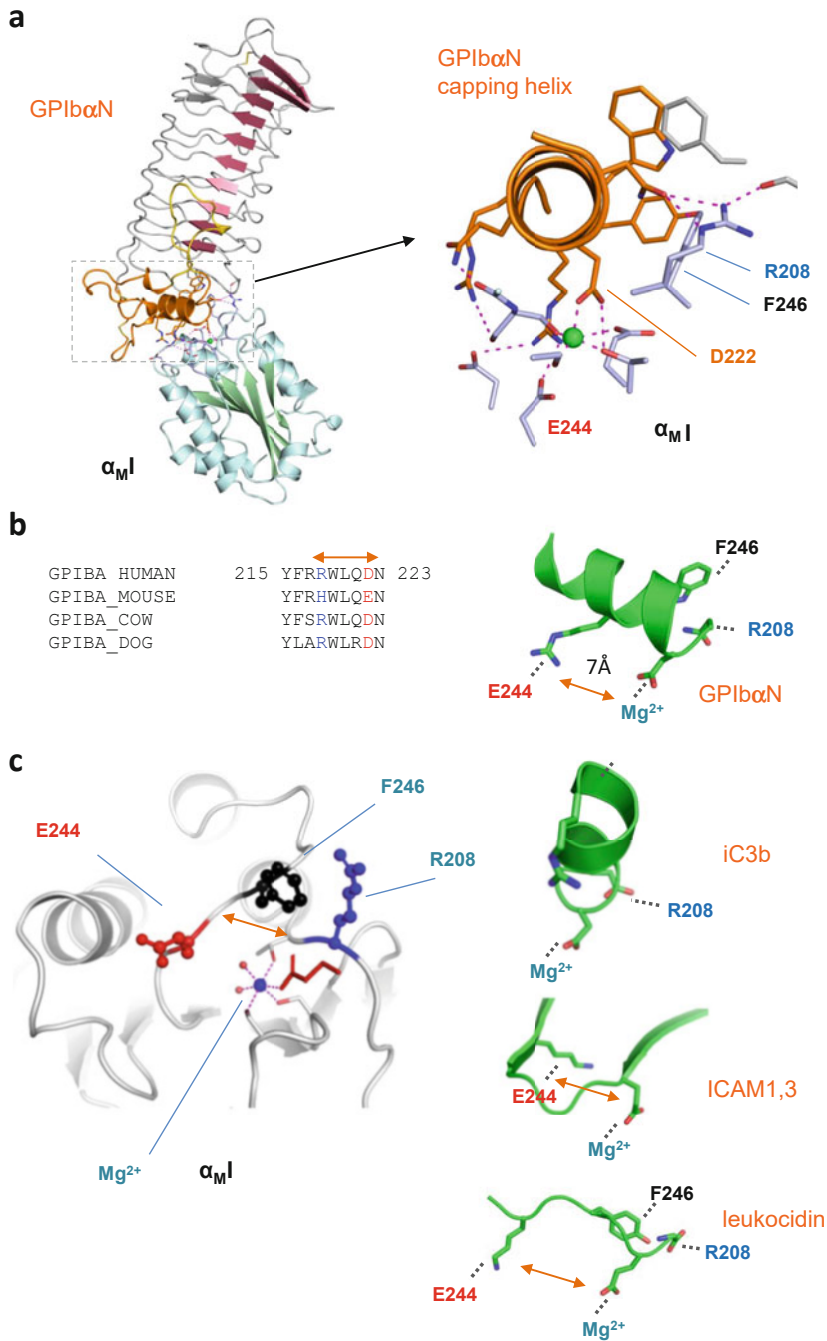 a
GPIbαN
GPIbαN
capping helix
R208
F246
D222
E244
αMI
αMI
b
GPIBA HUMAN 215 YFRRWLQDN 223
GPIBA_MOUSE YFRHWLQEN
GPIBA_COW YFSRWLQDN
GPIBA_DOG YLARWLRDN
F246
R208
7Å
E244
Mg2+
GPIbαN
c
F246
E244
R208
Mg2+
αMI
iC3b
R208
Mg2+
E244
ICAM1,3
Mg2+
F246
leukocidin
R208
E244
Mg2+